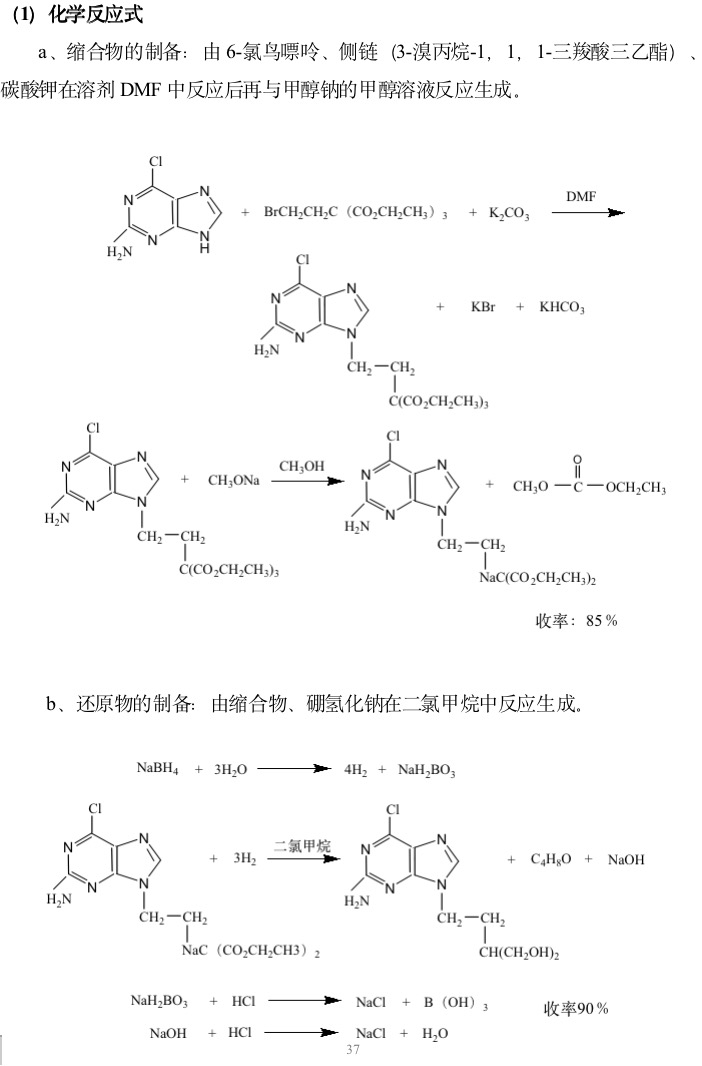 (1) 化学反应式
a、缩合物的制备：由 6-氯鸟嘌呤、侧链（3-溴丙烷-1，1，1-三羧酸三乙酯）、
碳酸钾在溶剂 DMF 中反应后再与甲醇钠的甲醇溶液反应生成。
Cl
N N
N N
H₂N H
+ BrCH₂CH₂C（CO₂CH₂CH₃）₃ + K₂CO₃ DMF
Cl
N N
N N
H₂N
+ KBr + KHCO₃
CH₂—CH₂
C(CO₂CH₂CH₃)₃
Cl Cl
N N N N
N N N N
H₂N H₂N
+ CH₃ONa CH₃OH + CH₃O—C—OCH₂CH₃
O
CH₂—CH₂ CH₂—CH₂
C(CO₂CH₂CH₃)₃ NaC(CO₂CH₂CH₃)₂
收率：85%
b、还原物的制备：由缩合物、硼氢化钠在二氯甲烷中反应生成。
NaBH₄ + 3H₂O 4H₂ + NaH₂BO₃
Cl Cl
N N N N
N N N N
H₂N H₂N
+ 3H₂ 二氯甲烷 + C₄H₈O + NaOH
CH₂—CH₂ CH₂—CH₂
NaC（CO₂CH₂CH3）₂ CH(CH₂OH)₂
NaH₂BO₃ + HCl NaCl + B（OH）₃ 收率90%
NaOH + HCl NaCl + H₂O
37